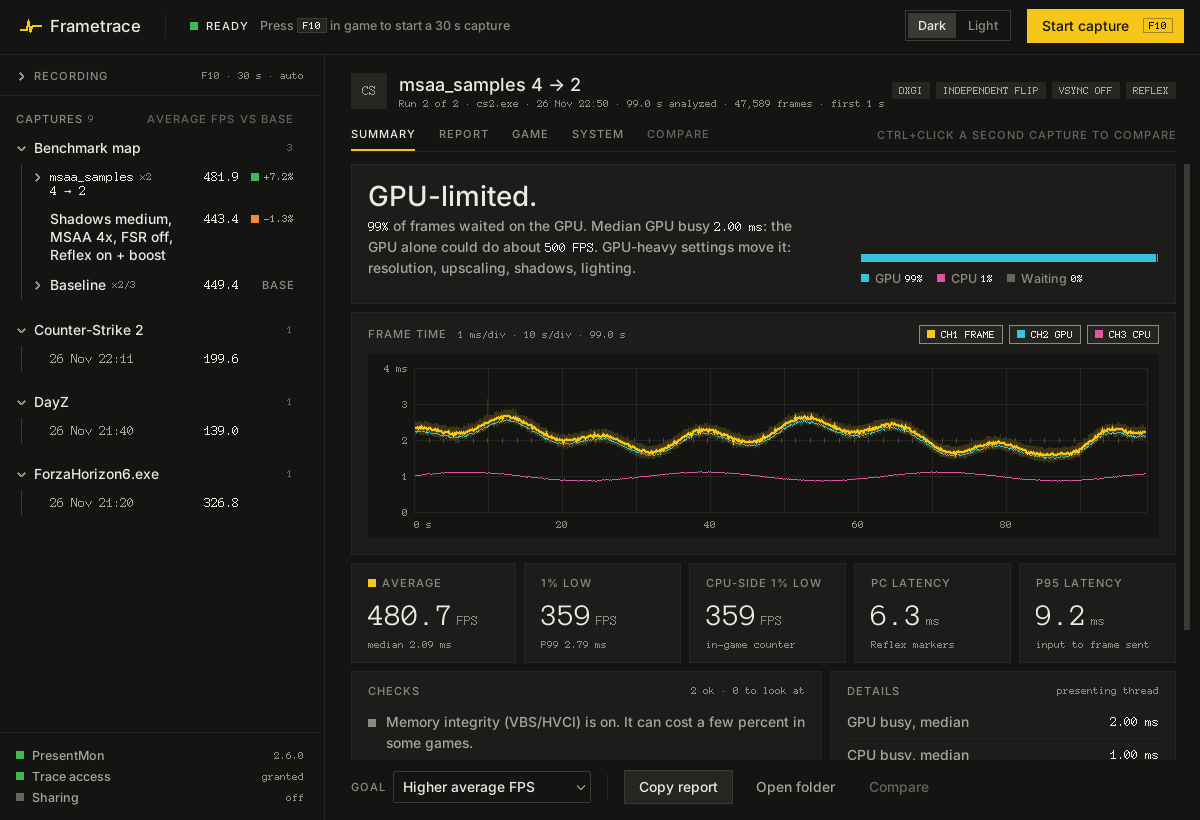 Frametrace
READY Press F10 in game to start a 30 s capture
Dark Light
Start capture F10
RECORDING F10 · 30 s · auto
CAPTURES 9 AVERAGE FPS VS BASE
Benchmark map 3
msaa_samples x2 481.9 +7.2%
4 → 2
Shadows medium, 443.4 −1.3%
MSAA 4x, FSR off,
Reflex on + boost
Baseline x2/3 449.4 BASE
Counter-Strike 2 1
26 Nov 22:11 199.6
DayZ 1
26 Nov 21:40 139.0
ForzaHorizon6.exe 1
26 Nov 21:20 326.8
PresentMon 2.6.0
Trace access granted
Sharing off
CS
msaa_samples 4 → 2
Run 2 of 2 · cs2.exe · 26 Nov 22:50 · 99.0 s analyzed · 47,589 frames · first 1 s
DXGI INDEPENDENT FLIP VSYNC OFF REFLEX
SUMMARY REPORT GAME SYSTEM COMPARE CTRL+CLICK A SECOND CAPTURE TO COMPARE
GPU-limited.
99% of frames waited on the GPU. Median GPU busy 2.00 ms: the
GPU alone could do about 500 FPS. GPU-heavy settings move it:
resolution, upscaling, shadows, lighting.
GPU 99% CPU 1% Waiting 0%
FRAME TIME 1 ms/div · 10 s/div · 99.0 s
CH1 FRAME CH2 GPU CH3 CPU
4 ms
3
2
1
0
0 s 20 40 60 80
AVERAGE
480.7 FPS
median 2.09 ms
1% LOW
359 FPS
P99 2.79 ms
CPU-SIDE 1% LOW
359 FPS
in-game counter
PC LATENCY
6.3 ms
Reflex markers
P95 LATENCY
9.2 ms
input to frame sent
CHECKS 2 ok · 0 to look at
Memory integrity (VBS/HVCI) is on. It can cost a few percent in
some games.
DETAILS presenting thread
GPU busy, median 2.00 ms
CPU busy, median 1.00 ms
GOAL Higher average FPS Copy report Open folder Compare